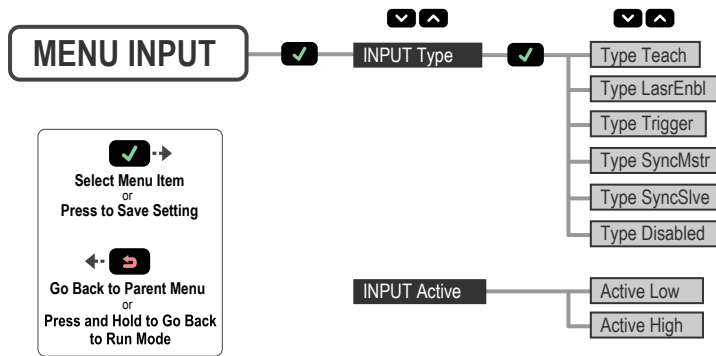 MENU INPUT
INPUT Type
Type Teach
Type LasrEnbl
Type Trigger
Type SyncMstr
Type SyncSlve
Type Disabled
Select Menu Item
or
Press to Save Setting
Go Back to Parent Menu
or
Press and Hold to Go Back
to Run Mode
INPUT Active
Active Low
Active High